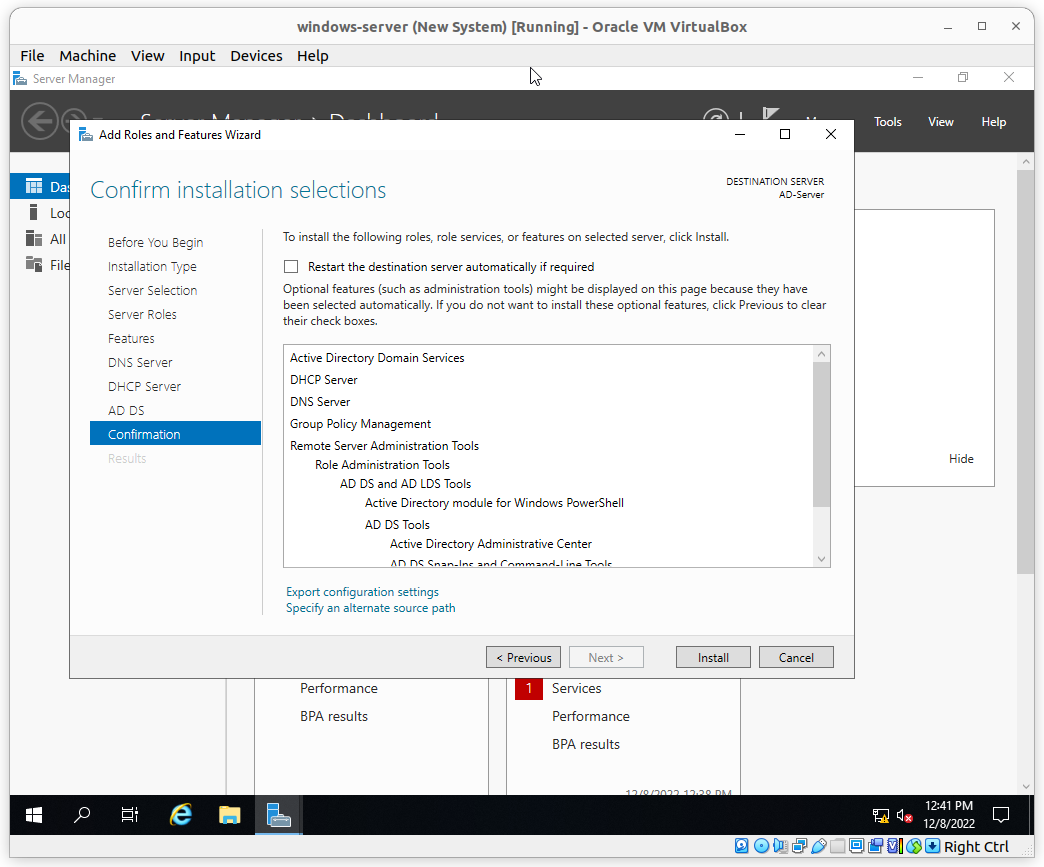 windows-server (New System) [Running] - Oracle VM VirtualBox
File Machine View Input Devices Help
Server Manager
Tools View Help
Add Roles and Features Wizard
Confirm installation selections
DESTINATION SERVER
AD-Server
Before You Begin
Installation Type
Server Selection
Server Roles
Features
DNS Server
DHCP Server
AD DS
Confirmation
Results
To install the following roles, role services, or features on selected server, click Install.
Restart the destination server automatically if required
Optional features (such as administration tools) might be displayed on this page because they have
been selected automatically. If you do not want to install these optional features, click Previous to clear
their check boxes.
Active Directory Domain Services
DHCP Server
DNS Server
Group Policy Management
Remote Server Administration Tools
Role Administration Tools
AD DS and AD LDS Tools
Active Directory module for Windows PowerShell
AD DS Tools
Active Directory Administrative Center
AD DS Snap-Ins and Command-Line Tools
Export configuration settings
Specify an alternate source path
< Previous
Next >
Install
Cancel
Das
Loc
All
File
Hide
Performance
BPA results
1 Services
Performance
BPA results
12/8/2022 12:38 PM
12:41 PM
12/8/2022
Right Ctrl